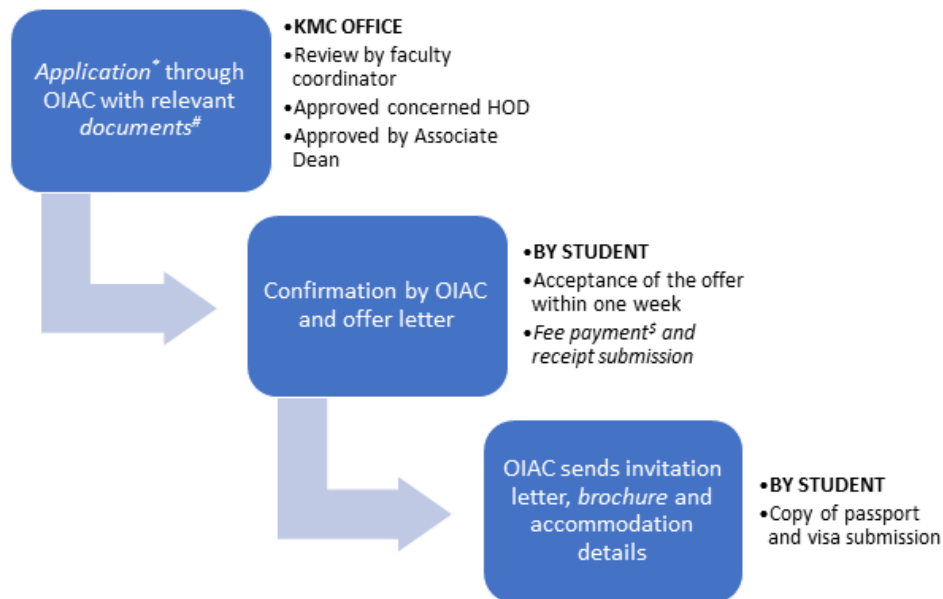 Application* through
OIAC with relevant
documents#
•KMC OFFICE
•Review by faculty
coordinator
•Approved concerned HOD
•Approved by Associate
Dean
Confirmation by OIAC
and offer letter
•BY STUDENT
•Acceptance of the offer
within one week
•Fee payment$ and
receipt submission
OIAC sends invitation
letter, brochure and
accommodation
details
•BY STUDENT
•Copy of passport
and visa submission